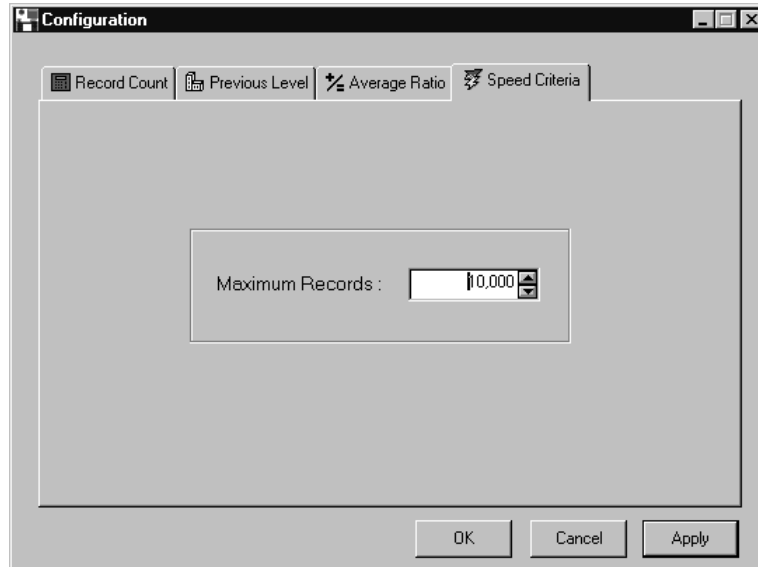 Configuration
Record Count Previous Level Average Ratio Speed Criteria
Maximum Records : 10,000
OK Cancel Apply